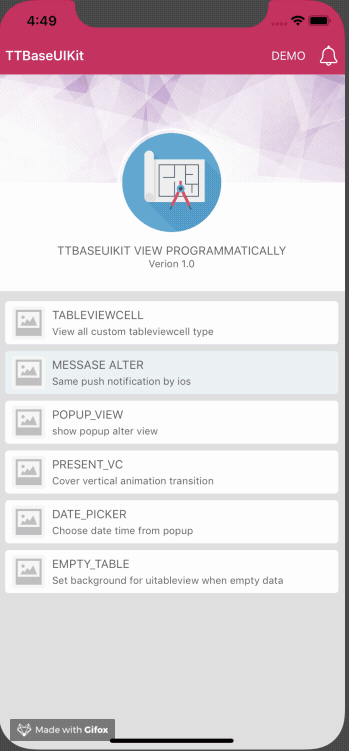 4:49
TTBaseUIKit
DEMO
TTBASEUIKIT VIEW PROGRAMMATICALLY
Verion 1.0
TABLEVIEWCELL
View all custom tableviewcell type
MESSASE ALTER
Same push notification by ios
POPUP_VIEW
show popup alter view
PRESENT_VC
Cover vertical animation transition
DATE_PICKER
Choose date time from popup
EMPTY_TABLE
Set background for uitableview when empty data
Made with Gifox